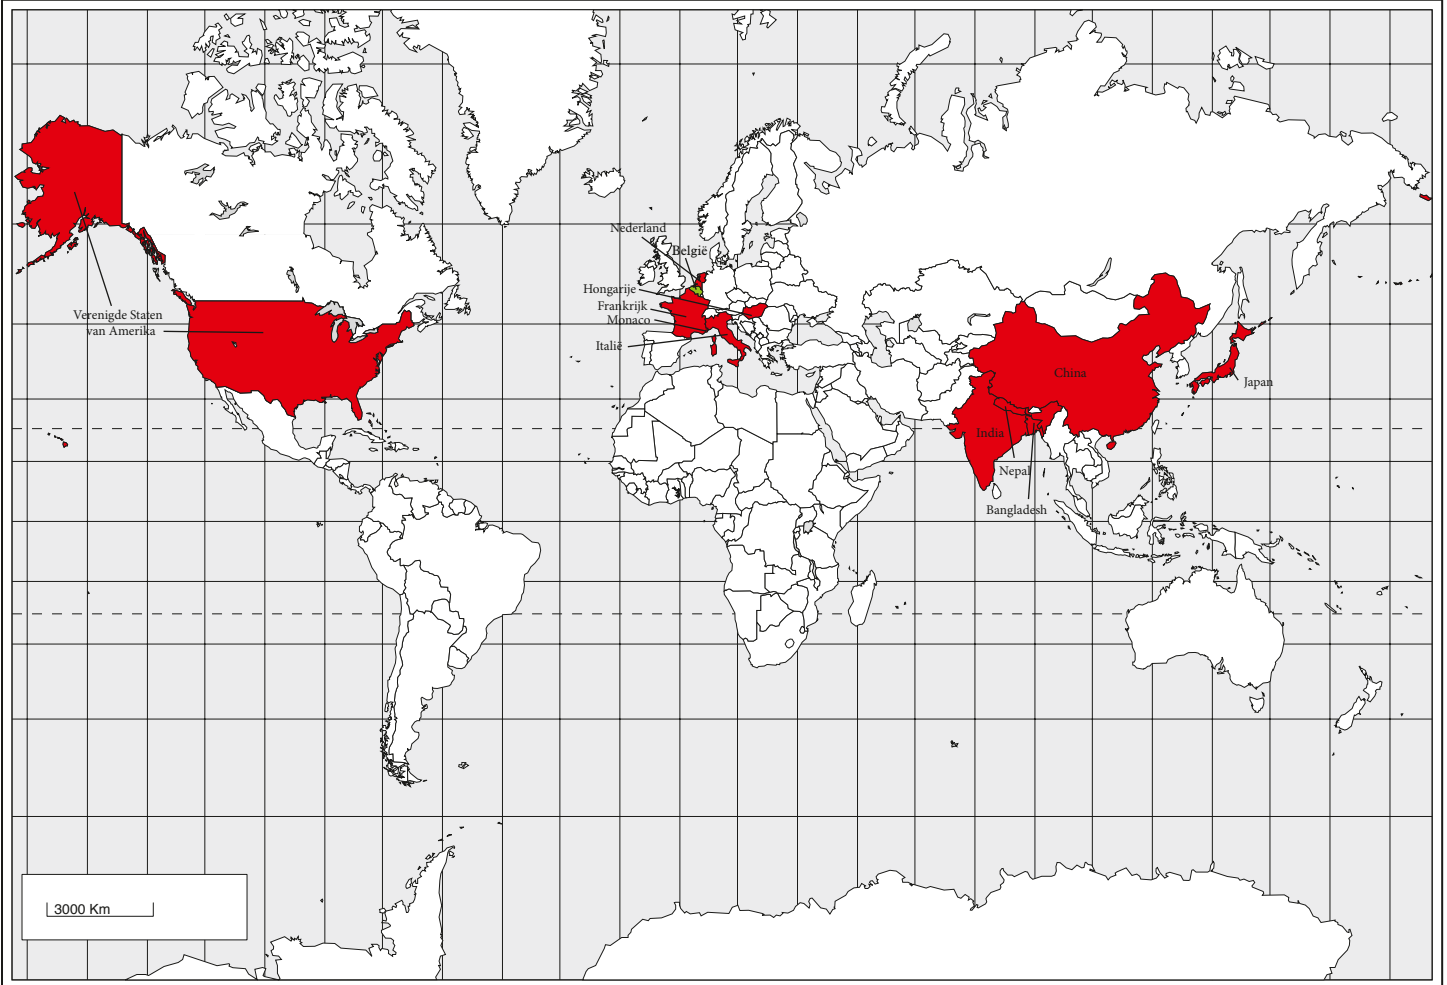 Nederland
België
Hongarije
Frankrijk
Monaco
Italië
Verenigde Staten
van Amerika
China
Japan
India
Nepal
Bangladesh
3000 Km